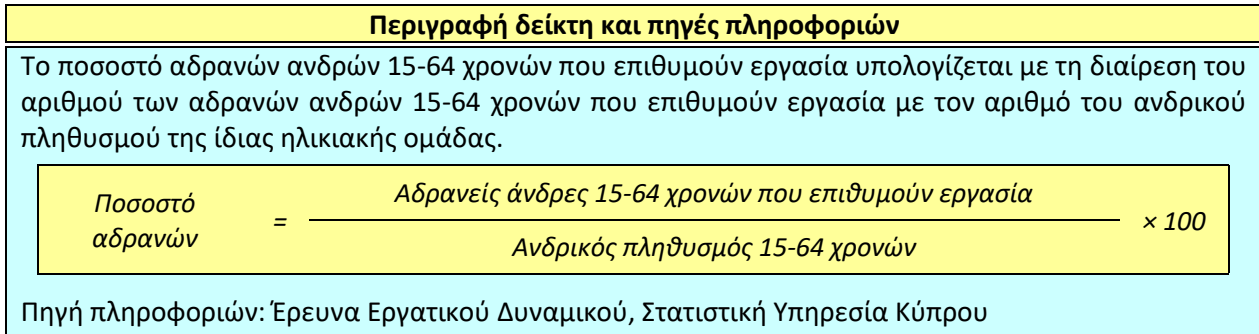 Περιγραφή δείκτη και πηγές πληροφοριών
Το ποσοστό αδρανών ανδρών 15-64 χρονών που επιθυμούν εργασία υπολογίζεται με τη διαίρεση του
αριθμού των αδρανών ανδρών 15-64 χρονών που επιθυμούν εργασία με τον αριθμό του ανδρικού
πληθυσμού της ίδιας ηλικιακής ομάδας.
Ποσοστό
αδρανών
=
Αδρανείς άνδρες 15-64 χρονών που επιθυμούν εργασία
Ανδρικός πληθυσμός 15-64 χρονών
× 100
Πηγή πληροφοριών: Έρευνα Εργατικού Δυναμικού, Στατιστική Υπηρεσία Κύπρου